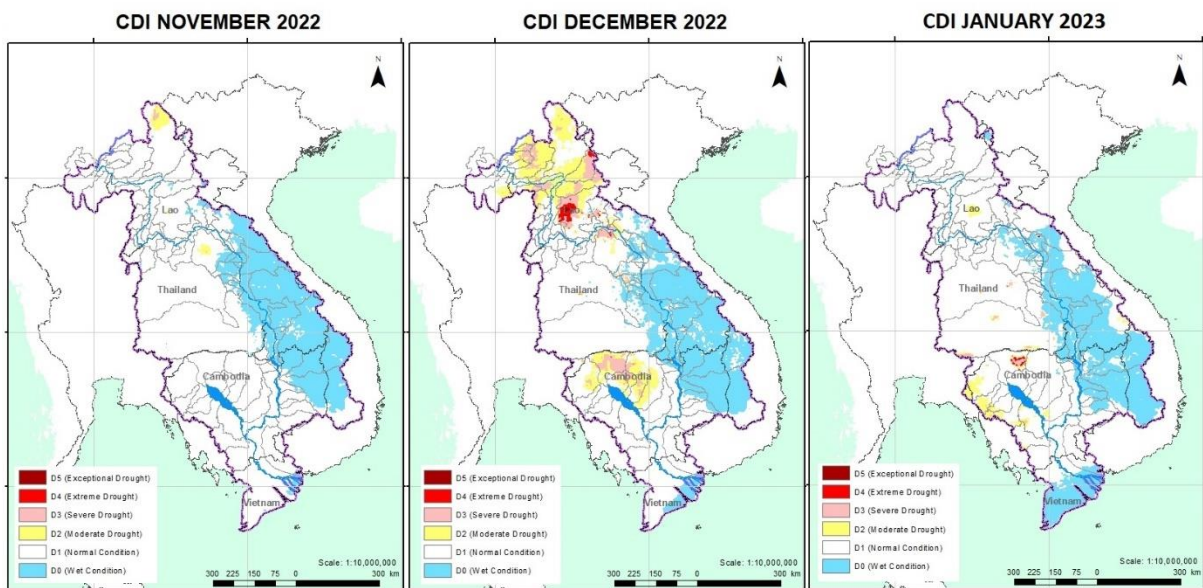 CDI NOVEMBER 2022
N
Lao
Thailand
Cambodia
Vietnam
D5 (Exceptional Drought)
D4 (Extreme Drought)
D3 (Severe Drought)
D2 (Moderate Drought)
D1 (Normal Condition)
D0 (Wet Condition)
Scale: 1:10,000,000
300 225 150 75 0 300 km
CDI DECEMBER 2022
N
Thailand
Cambodia
Vietnam
D5 (Exceptional Drought)
D4 (Extreme Drought)
D3 (Severe Drought)
D2 (Moderate Drought)
D1 (Normal Condition)
D0 (Wet Condition)
Scale: 1:10,000,000
300 225 150 75 0 300 km
CDI JANUARY 2023
N
Lao
Thailand
Cambodia
Vietnam
D5 (Exceptional Drought)
D4 (Extreme Drought)
D3 (Severe Drought)
D2 (Moderate Drought)
D1 (Normal Condition)
D0 (Wet Condition)
Scale: 1:10,000,000
300 225 150 75 0 300 km